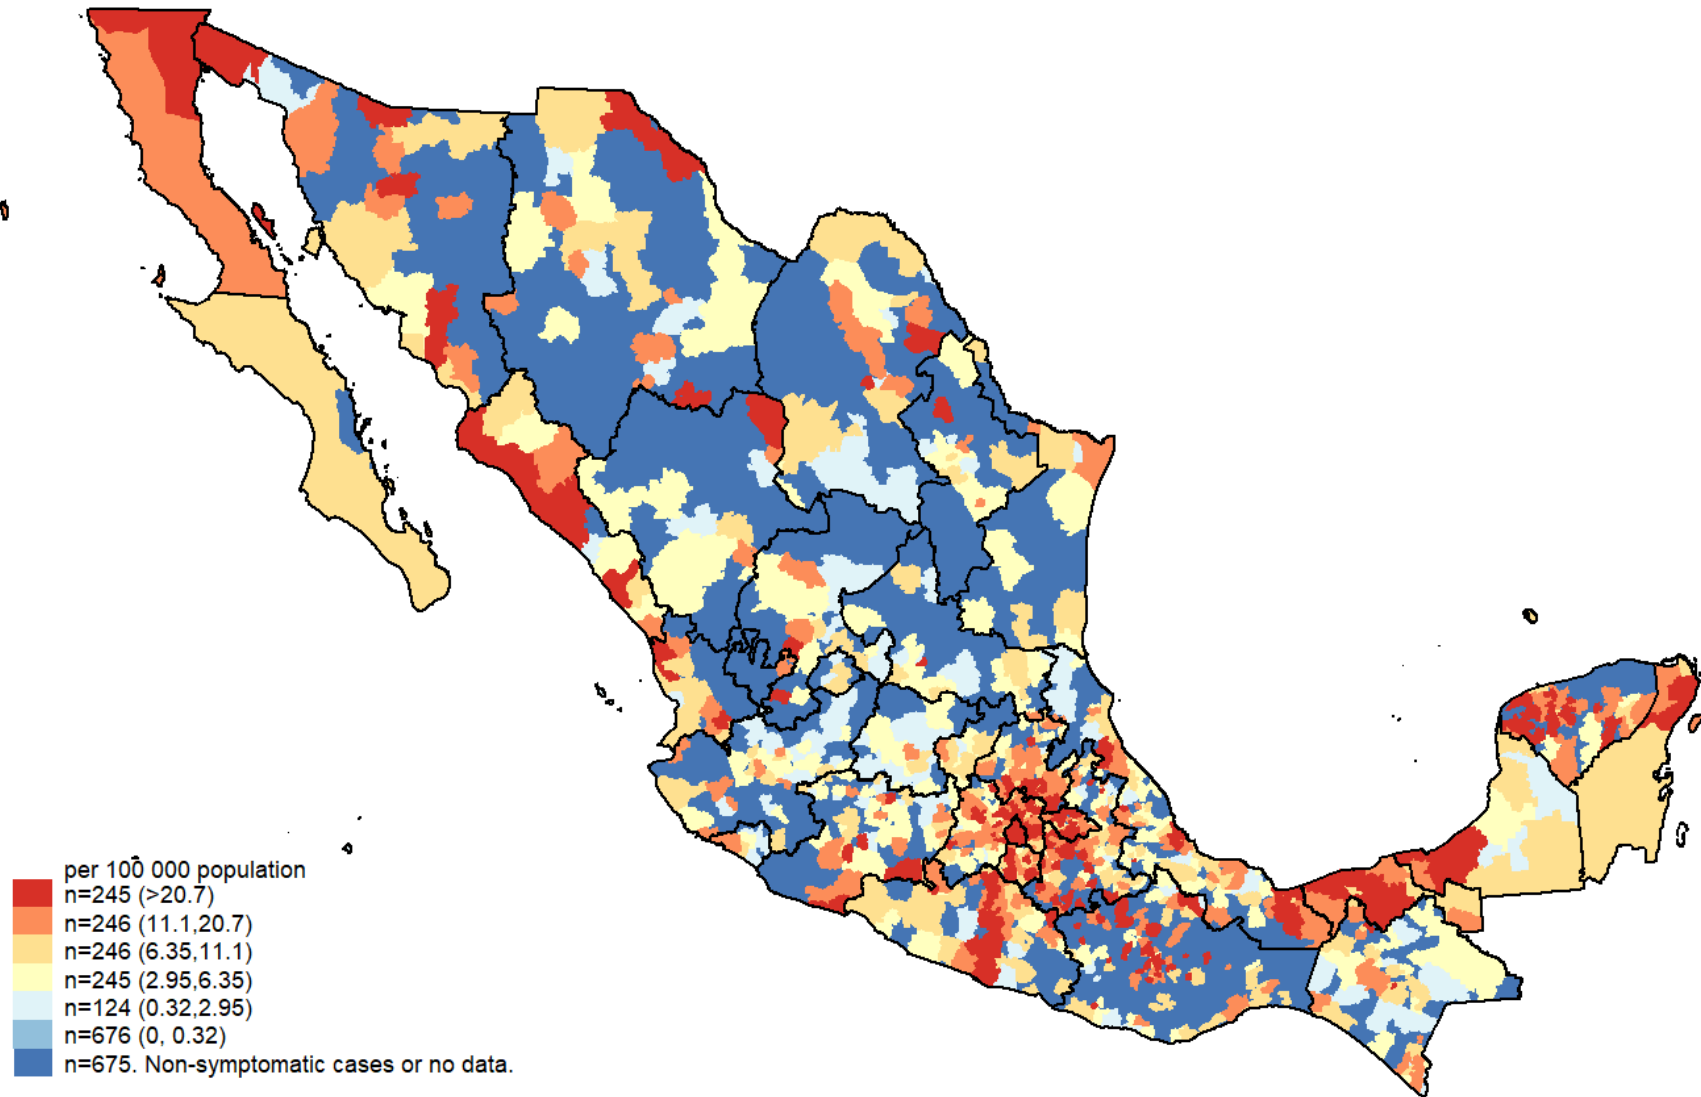 per 100 000 population
n=245 (>20.7)
n=246 (11.1,20.7)
n=246 (6.35,11.1)
n=245 (2.95,6.35)
n=124 (0.32,2.95)
n=676 (0, 0.32)
n=675. Non-symptomatic cases or no data.